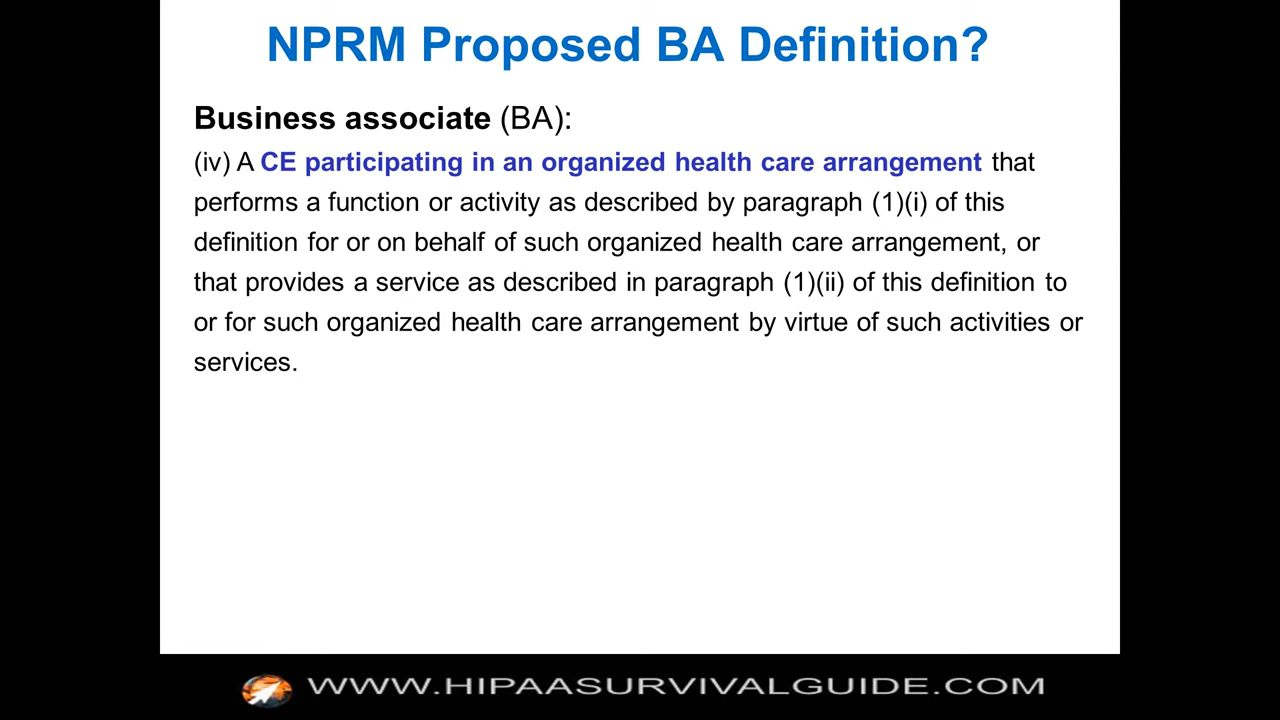 NPRM Proposed BA Definition?
Business associate (BA):
(iv) A CE participating in an organized health care arrangement that
performs a function or activity as described by paragraph (1)(i) of this
definition for or on behalf of such organized health care arrangement, or
that provides a service as described in paragraph (1)(ii) of this definition to
or for such organized health care arrangement by virtue of such activities or
services.
WWW.HIPAASURVIVALGUIDE.COM